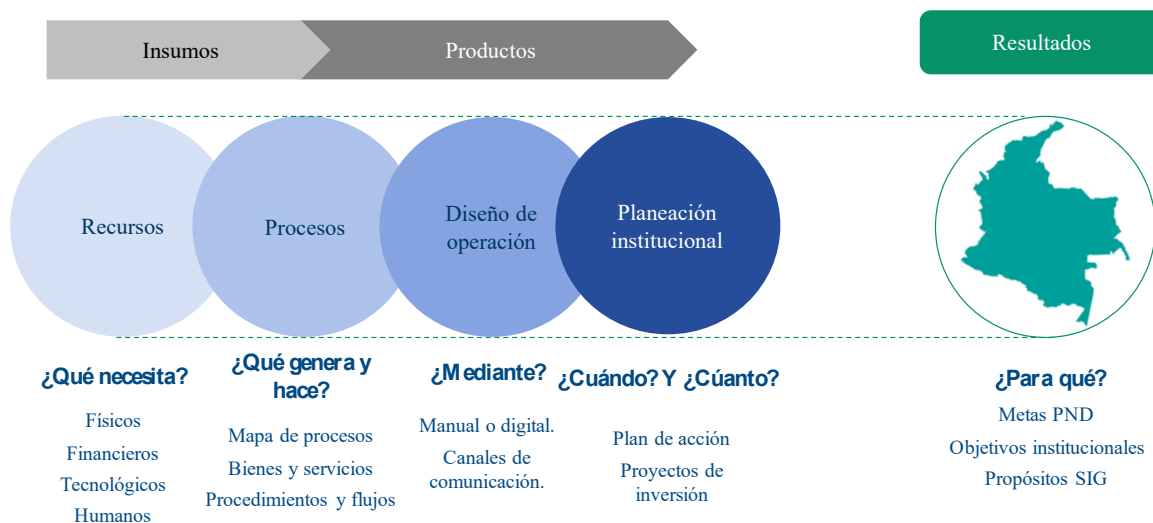 Insumos
Productos
Resultados
Recursos
Procesos
Diseño de
operación
Planeación
institucional
¿Qué necesita?
Físicos
Financieros
Tecnológicos
Humanos
¿Qué genera y
hace?
Mapa de procesos
Bienes y servicios
Procedimientos y flujos
¿Mediante?
Manual o digital.
Canales de
comunicación.
¿Cuándo? Y ¿Cúanto?
Plan de acción
Proyectos de
inversión
¿Para qué?
Metas PND
Objetivos institucionales
Propósitos SIG